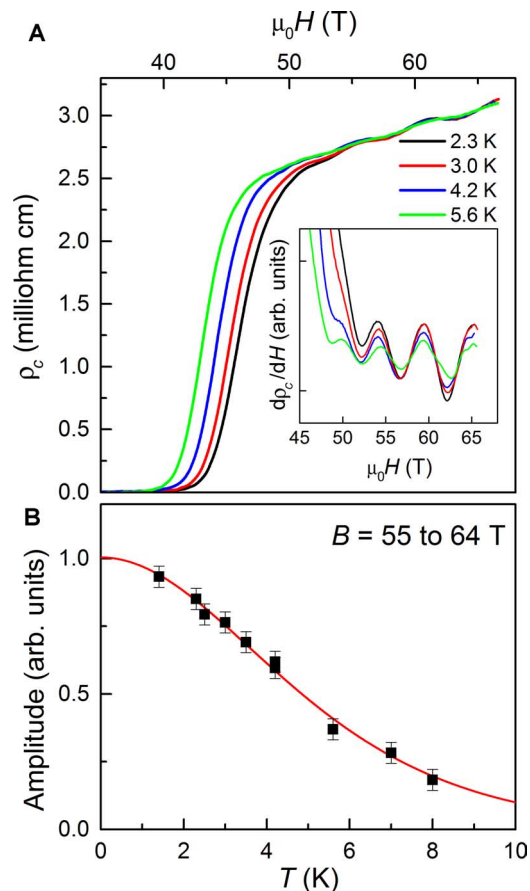 μ₀H (T)
A
40 50 60
3.0
2.5
2.0
1.5
1.0
0.5
0.0
ρc (milliohm cm)
2.3 K
3.0 K
4.2 K
5.6 K
dρc/dH (arb. units)
45 50 55 60 65
μ₀H (T)
B
B = 55 to 64 T
1.0
0.5
0.0
Amplitude (arb. units)
0 2 4 6 8 10
T (K)